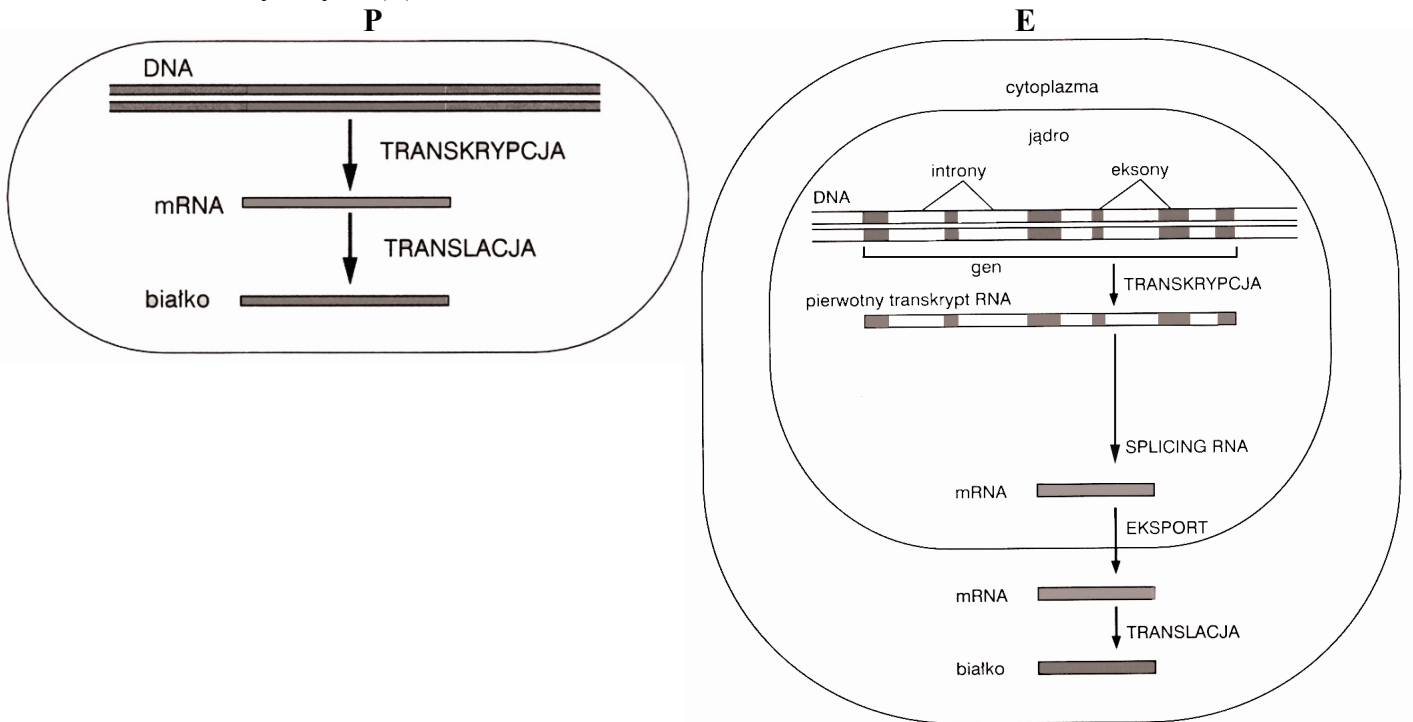 P
DNA
TRANSKRYPCJA
mRNA
TRANSLACJA
białko
E
cytoplazma
jądro
introny
eksony
DNA
gen
TRANSKRYPCJA
pierwotny transkrypt RNA
SPLICING RNA
mRNA
EKSPORT
mRNA
TRANSLACJA
białko